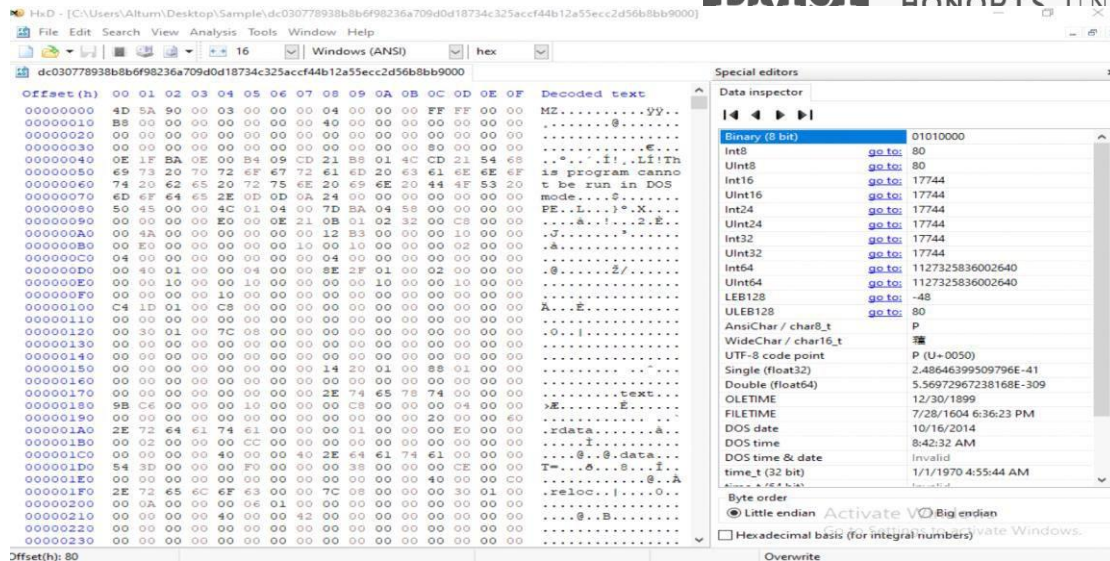 HxD - [C:\Users\Altum\Desktop\Sample\dc030778938b8b6f98236a709d0d18734c325accf44b12a55ecc2d56b8bb9000]
File Edit Search View Analysis Tools Window Help
16 Windows (ANSI) hex
dc030778938b8b6f98236a709d0d18734c325accf44b12a55ecc2d56b8bb9000
Offset(h) 00 01 02 03 04 05 06 07 08 09 0A 0B 0C 0D 0E 0F Decoded text
00000000 4D 5A 90 00 03 00 00 00 04 00 00 00 FF FF 00 00 MZ..........ÿÿ..
00000010 B8 00 00 00 00 00 00 00 40 00 00 00 00 00 00 00 ¸.......@.......
00000020 00 00 00 00 00 00 00 00 00 00 00 00 00 00 00 00 ................
00000030 00 00 00 00 00 00 00 00 00 00 00 00 80 00 00 00 ............€...
00000040 0E 1F BA 0E 00 B4 09 CD 21 B8 01 4C CD 21 54 68 ..º..´.Í!¸.LÍ!Th
00000050 69 73 20 70 72 6F 67 72 61 6D 20 63 61 6E 6E 6F is program canno
00000060 74 20 62 65 20 72 75 6E 20 69 6E 20 44 4F 53 20 t be run in DOS
00000070 6D 6F 64 65 2E 0D 0D 0A 24 00 00 00 00 00 00 00 mode....$.......
00000080 50 45 00 00 4C 01 04 00 7D BA 04 58 00 00 00 00 PE..L...}º.X....
00000090 00 00 00 00 E0 00 0E 21 0B 01 02 32 00 C8 00 00 ....à..!...2.È..
000000A0 00 4A 00 00 00 00 00 00 12 B3 00 00 00 10 00 00 .J.......³......
000000B0 00 E0 00 00 00 00 00 10 00 10 00 00 00 02 00 00 .à..............
000000C0 04 00 00 00 00 00 00 00 04 00 00 00 00 00 00 00 ................
000000D0 00 40 01 00 00 04 00 00 8E 2F 01 00 02 00 00 00 .@......Ž/......
000000E0 00 00 10 00 00 10 00 00 00 00 10 00 00 10 00 00 ................
000000F0 00 00 00 00 10 00 00 00 00 00 00 00 00 00 00 00 ................
00000100 C4 1D 01 00 C8 00 00 00 00 00 00 00 00 00 00 00 Ä...È...........
00000110 00 00 00 00 00 00 00 00 00 00 00 00 00 00 00 00 ................
00000120 00 30 01 00 7C 08 00 00 00 00 00 00 00 00 00 00 .0..|...........
00000130 00 00 00 00 00 00 00 00 00 00 00 00 00 00 00 00 ................
00000140 00 00 00 00 00 00 00 00 00 00 00 00 00 00 00 00 ................
00000150 00 00 00 00 00 00 00 00 14 20 01 00 88 01 00 00 ......... ..ˆ...
00000160 00 00 00 00 00 00 00 00 00 00 00 00 00 00 00 00 ................
00000170 00 00 00 00 00 00 00 00 2E 74 65 78 74 00 00 00 .........text...
00000180 9B C6 00 00 00 10 00 00 00 C8 00 00 00 04 00 00 ›Æ.......È......
00000190 00 00 00 00 00 00 00 00 00 00 00 00 20 00 00 60 ............ ..`
000001A0 2E 72 64 61 74 61 00 00 00 01 00 00 00 E0 00 00 .rdata.......à..
000001B0 00 02 00 00 00 CC 00 00 00 00 00 00 00 00 00 00 .....Ì..........
000001C0 00 00 00 00 40 00 00 40 2E 64 61 74 61 00 00 00 ....@..@.data...
000001D0 54 3D 00 00 00 F0 00 00 00 38 00 00 00 CE 00 00 T=...ð...8...Î..
000001E0 00 00 00 00 00 00 00 00 00 00 00 00 40 00 00 C0 ............@..À
000001F0 2E 72 65 6C 6F 63 00 00 7C 08 00 00 00 30 01 00 .reloc..|....0..
00000200 00 0A 00 00 00 06 01 00 00 00 00 00 00 00 00 00 ................
00000210 00 00 00 00 40 00 00 42 00 00 00 00 00 00 00 00 ....@..B........
00000220 00 00 00 00 00 00 00 00 00 00 00 00 00 00 00 00 ................
00000230 00 00 00 00 00 00 00 00 00 00 00 00 00 00 00 00 ................
Offset(h): 80 Overwrite
Special editors
Data inspector
Binary (8 bit) 01010000
Int8 go to: 80
UInt8 go to: 80
Int16 go to: 17744
UInt16 go to: 17744
Int24 go to: 17744
UInt24 go to: 17744
Int32 go to: 17744
UInt32 go to: 17744
Int64 go to: 1127325836002640
UInt64 go to: 1127325836002640
LEB128 go to: -48
ULEB128 go to: 80
AnsiChar / char8_t P
WideChar / char16_t
UTF-8 code point P (U+0050)
Single (float32) 2.48646399509796E-41
Double (float64) 5.56972967238168E-309
OLETIME 12/30/1899
FILETIME 7/28/1604 6:36:23 PM
DOS date 10/16/2014
DOS time 8:42:32 AM
DOS time & date Invalid
time_t (32 bit) 1/1/1970 4:55:44 AM
Byte order
Little endian Big endian
Hexadecimal basis (for integral numbers)
Activate Windows
Go to Settings to activate Windows.